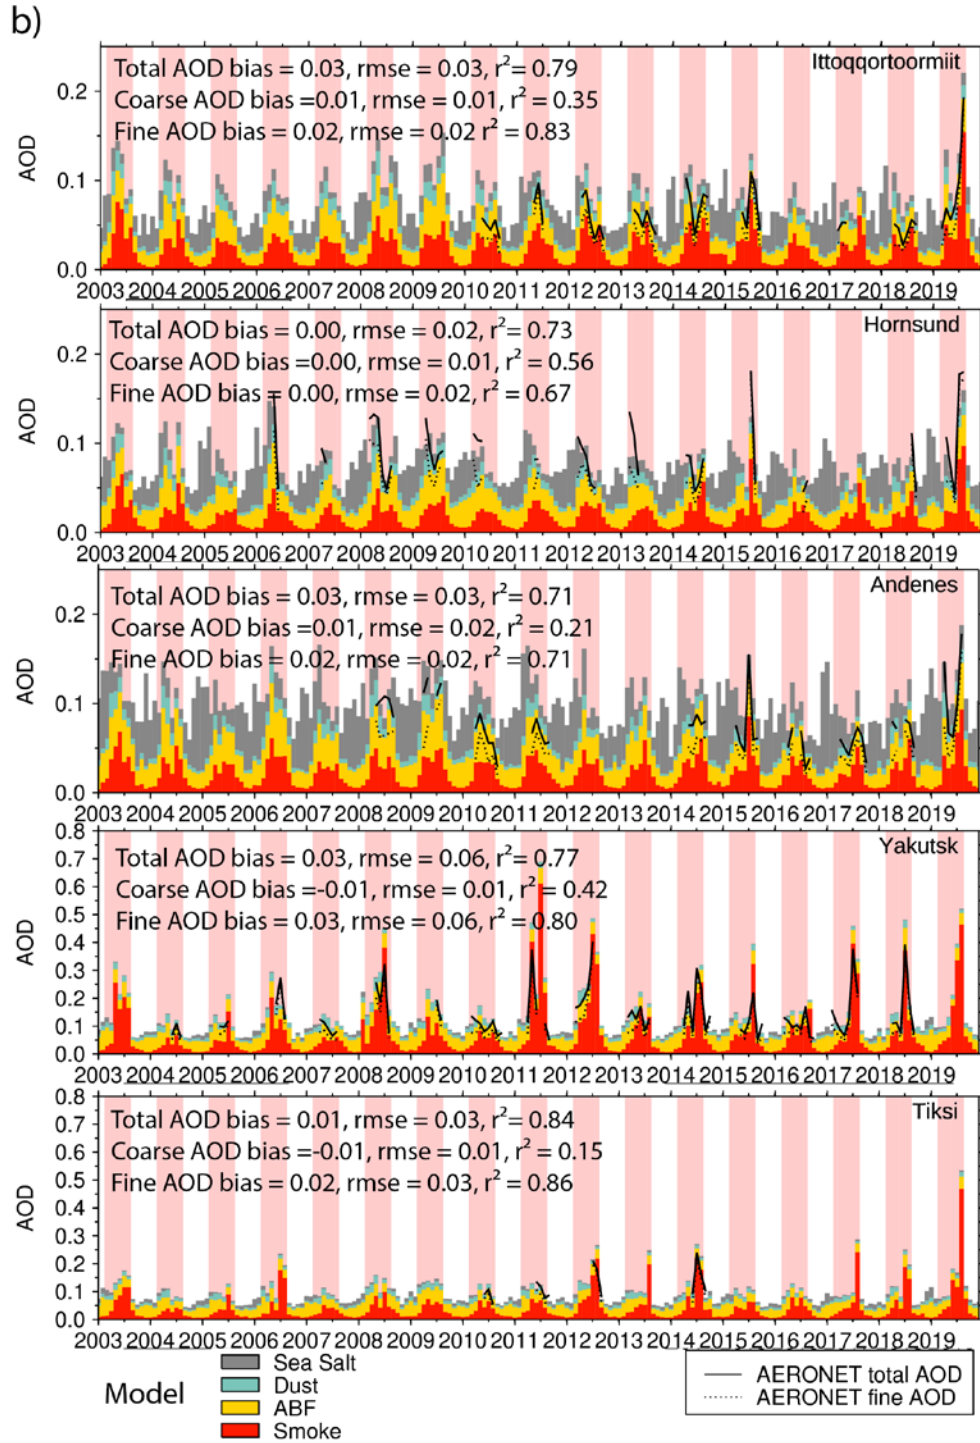 b)
Total AOD bias = 0.03, rmse = 0.03, r²= 0.79
Ittoqqortoormiit
Coarse AOD bias =0.01, rmse = 0.01, r² = 0.35
Fine AOD bias = 0.02, rmse = 0.02 r² = 0.83
AOD
0.2
0.1
0.0
2003 2004 2005 2006 2007 2008 2009 2010 2011 2012 2013 2014 2015 2016 2017 2018 2019
Total AOD bias = 0.00, rmse = 0.02, r²= 0.73
Hornsund
Coarse AOD bias =0.00, rmse = 0.01, r² = 0.56
Fine AOD bias = 0.00, rmse = 0.02, r² = 0.67
AOD
0.2
0.1
0.0
2003 2004 2005 2006 2007 2008 2009 2010 2011 2012 2013 2014 2015 2016 2017 2018 2019
Total AOD bias = 0.03, rmse = 0.03, r²= 0.71
Andenes
Coarse AOD bias =0.01, rmse = 0.02, r² = 0.21
Fine AOD bias = 0.02, rmse = 0.02, r² = 0.71
AOD
0.2
0.1
0.0
2003 2004 2005 2006 2007 2008 2009 2010 2011 2012 2013 2014 2015 2016 2017 2018 2019
Total AOD bias = 0.03, rmse = 0.06, r²= 0.77
Yakutsk
Coarse AOD bias =-0.01, rmse = 0.01, r² = 0.42
Fine AOD bias = 0.03, rmse = 0.06, r² = 0.80
AOD
0.8
0.7
0.6
0.5
0.4
0.3
0.2
0.1
0.0
2003 2004 2005 2006 2007 2008 2009 2010 2011 2012 2013 2014 2015 2016 2017 2018 2019
Total AOD bias = 0.01, rmse = 0.03, r²= 0.84
Tiksi
Coarse AOD bias =-0.01, rmse = 0.01, r² = 0.15
Fine AOD bias = 0.02, rmse = 0.03, r² = 0.86
AOD
0.8
0.7
0.6
0.5
0.4
0.3
0.2
0.1
0.0
2003 2004 2005 2006 2007 2008 2009 2010 2011 2012 2013 2014 2015 2016 2017 2018 2019
Model
Sea Salt
Dust
ABF
Smoke
AERONET total AOD
AERONET fine AOD